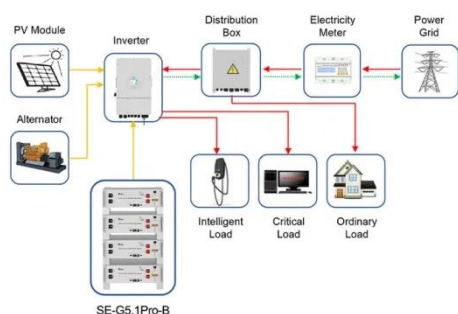 PV Module
Inverter
Distribution
Box
Electricity
Meter
Power
Grid
Alternator
Intelligent
Load
Critical
Load
Ordinary
Load
SE-G5.1Pro-B